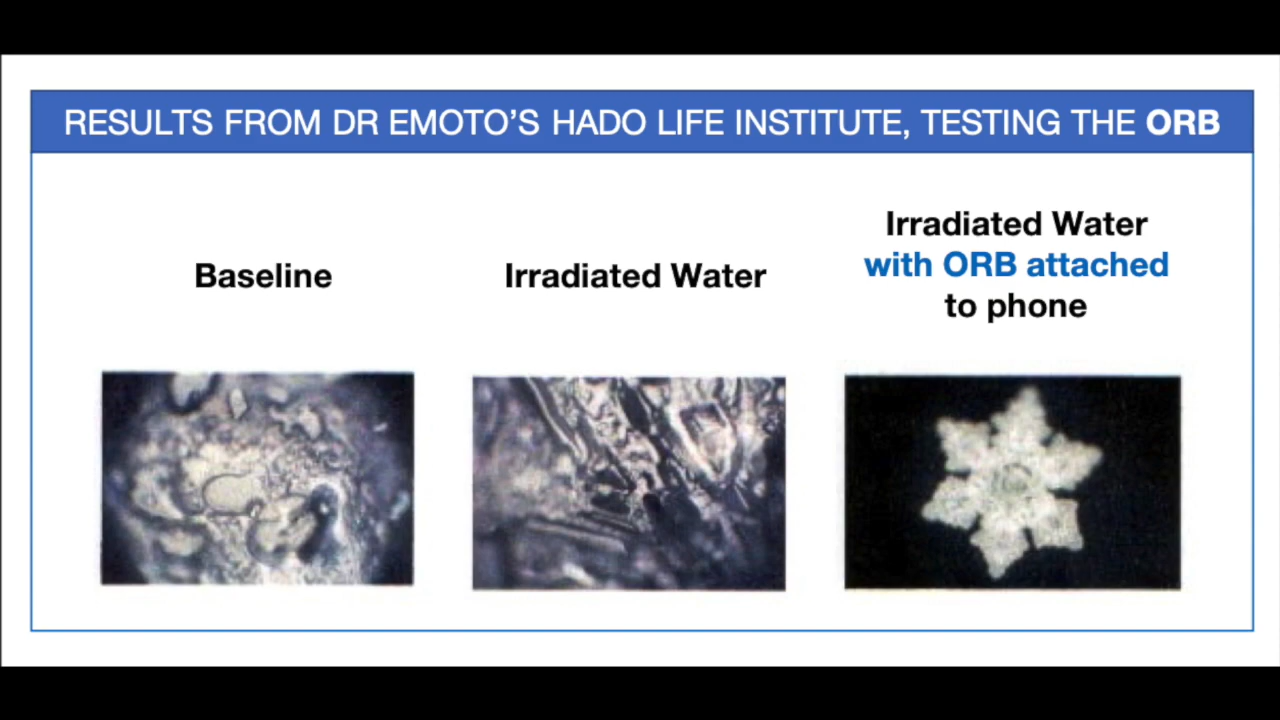 RESULTS FROM DR EMOTO'S HADO LIFE INSTITUTE, TESTING THE ORB
Baseline
Irradiated Water
Irradiated Water
with ORB attached
to phone